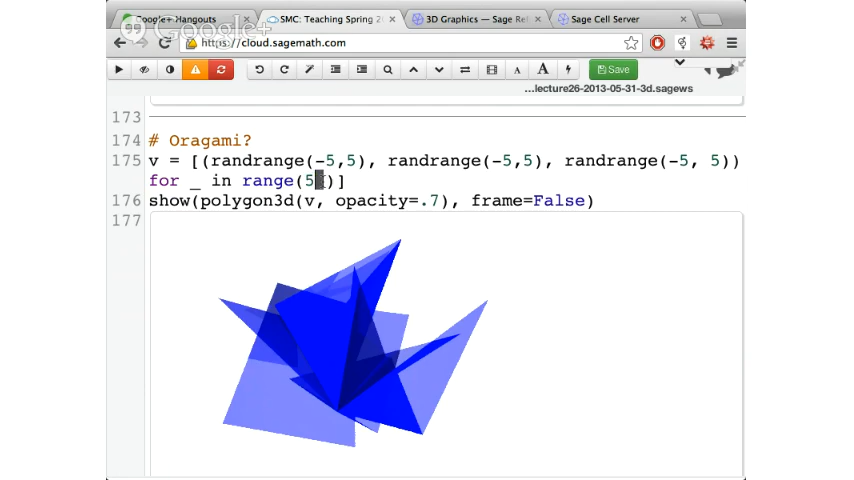 Google+ Hangouts
SMC: Teaching Spring 2
3D Graphics — Sage Re
Sage Cell Server
Google+
https://cloud.sagemath.com
A
A
Save
...lecture26-2013-05-31-3d.sagews
173
174 # Oragami?
175 v = [(randrange(-5,5), randrange(-5,5), randrange(-5, 5))
for _ in range(5 )]
176 show(polygon3d(v, opacity=.7), frame=False)
177